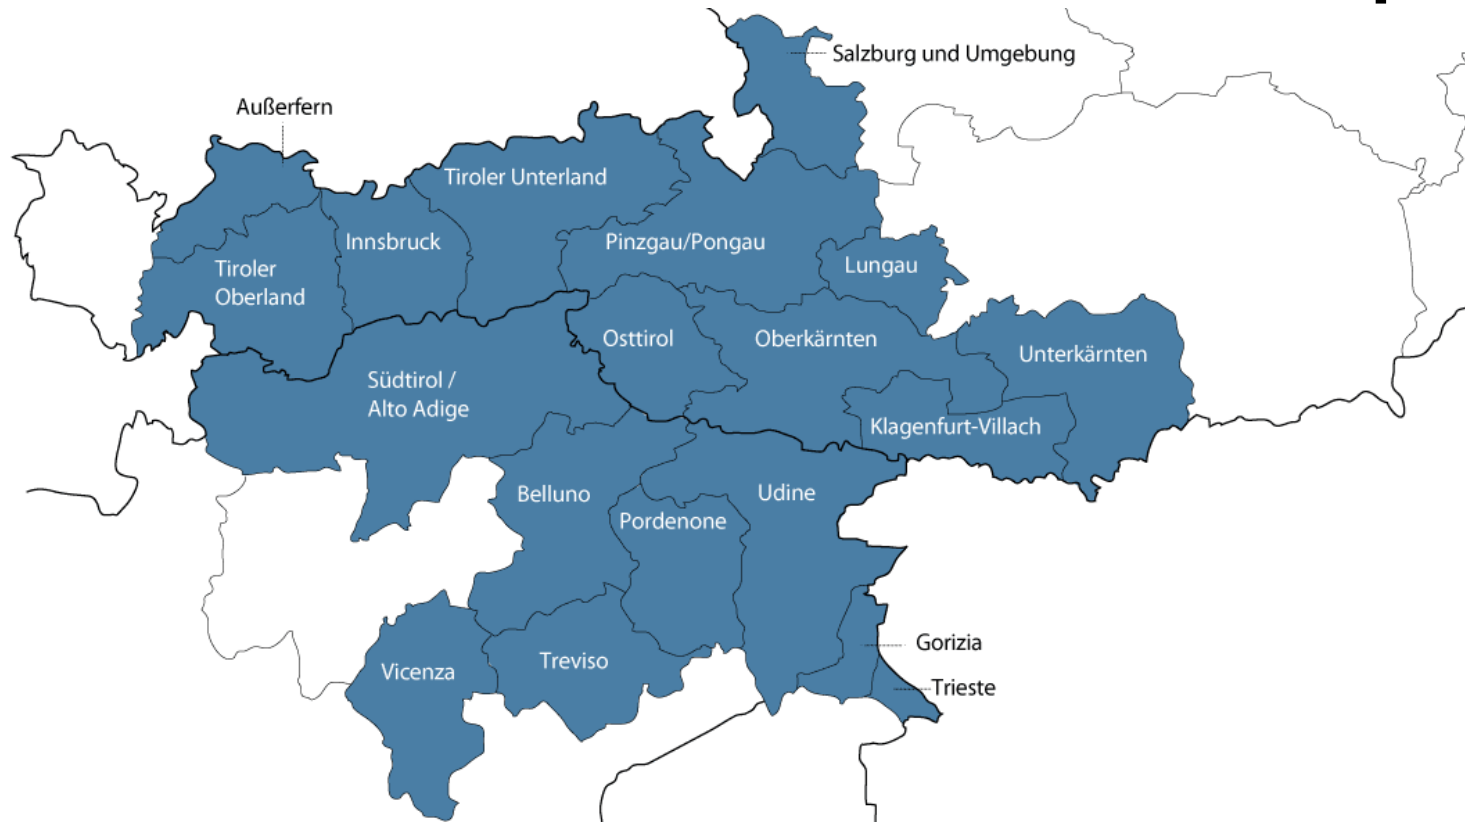 Salzburg und Umgebung
Außerfern
Tiroler Unterland
Innsbruck
Pinzgau/Pongau
Lungau
Tiroler
Oberland
Osttirol
Oberkärnten
Unterkärnten
Südtirol /
Alto Adige
Klagenfurt-Villach
Belluno
Udine
Pordenone
Gorizia
Treviso
Vicenza
Trieste